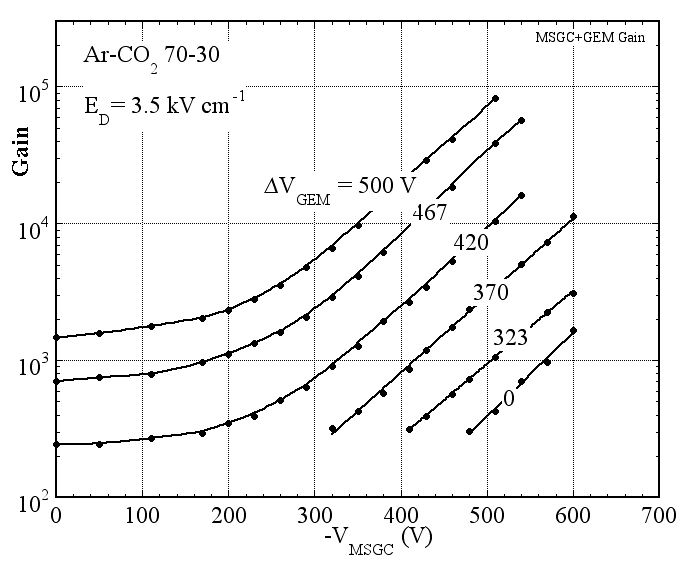 MSGC+GEM Gain
Ar-CO2 70-30
ED= 3.5 kV cm-1
ΔVGEM = 500 V
467
420
370
323
0
Gain
10^5
10^4
10^3
10^2
0 100 200 300 400 500 600 700
-VMSGC (V)